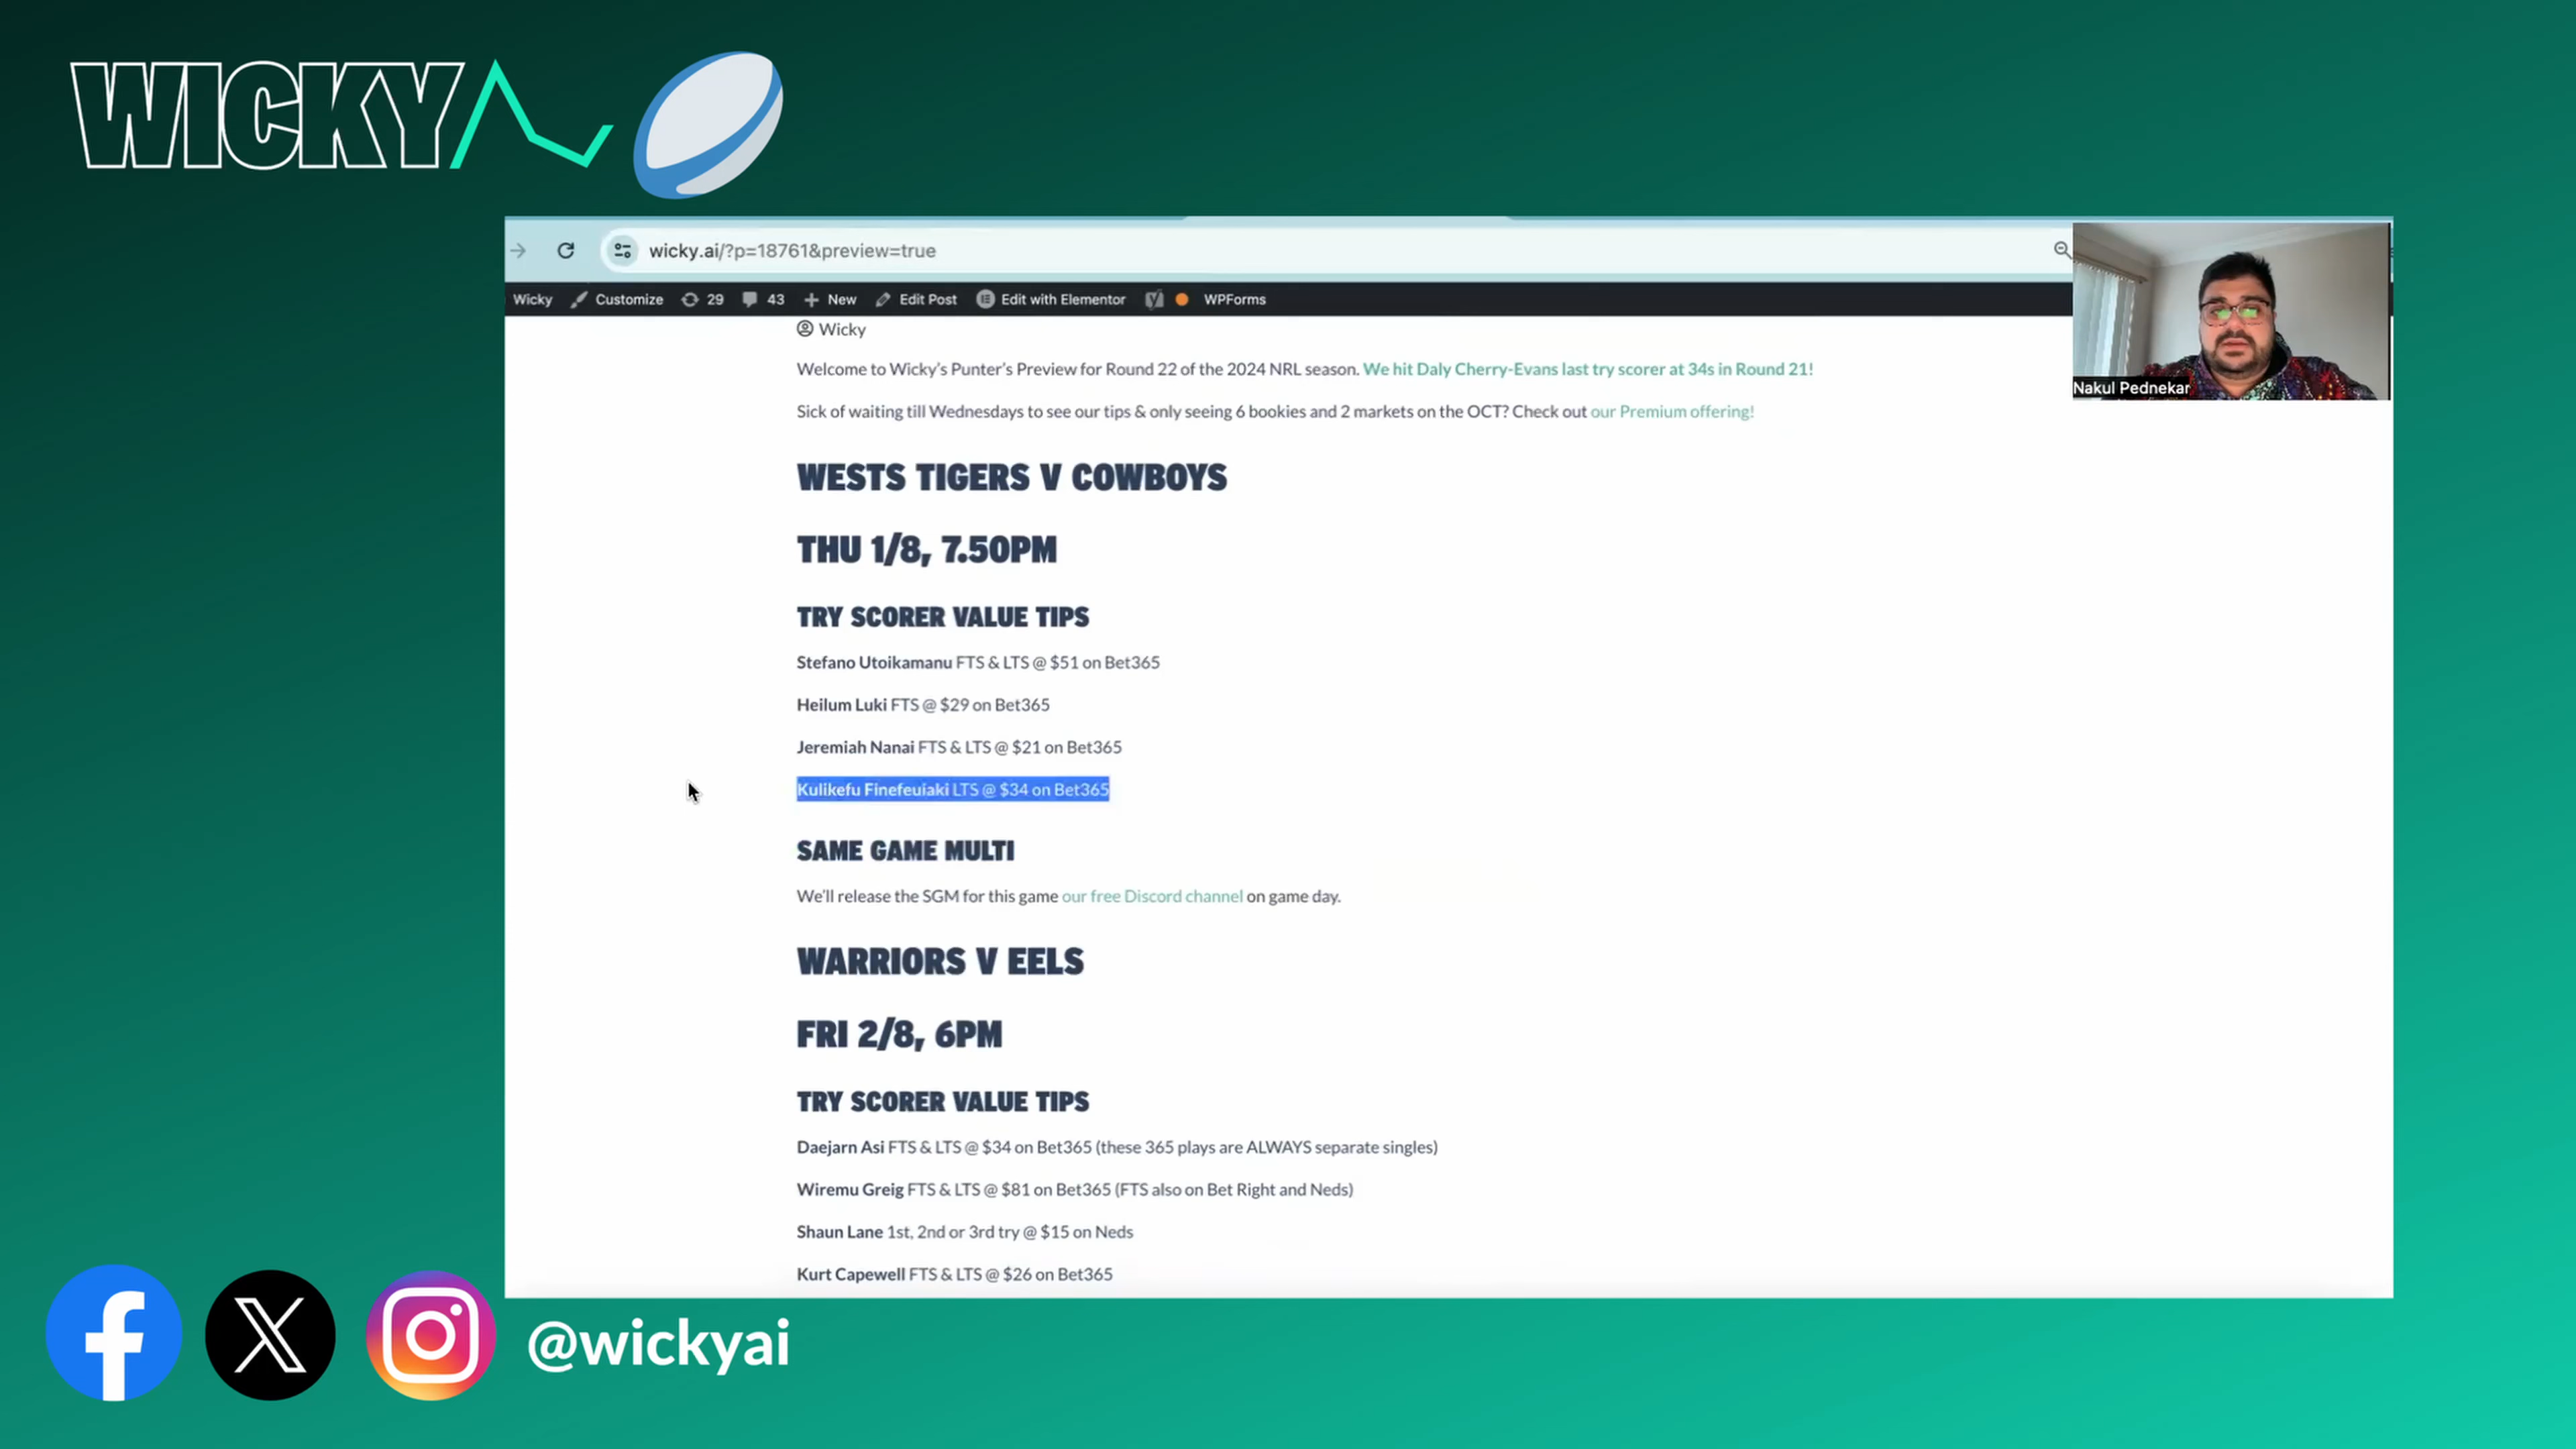 WICKY
wicky.ai/?p=18761&preview=true
Wicky Customize 29 43 + New Edit Post Edit with Elementor WPForms
Nakul Pednekar
Wicky
Welcome to Wicky's Punter's Preview for Round 22 of the 2024 NRL season. We hit Daly Cherry-Evans last try scorer at 34s in Round 21!
Sick of waiting till Wednesdays to see our tips & only seeing 6 bookies and 2 markets on the OCT? Check out our Premium offering!
WESTS TIGERS V COWBOYS
THU 1/8, 7.50PM
TRY SCORER VALUE TIPS
Stefano Utoikamanu FTS & LTS @ $51 on Bet365
Heilum Luki FTS @ $29 on Bet365
Jeremiah Nanai FTS & LTS @ $21 on Bet365
Kulikefu Finefeuiaki LTS @ $34 on Bet365
SAME GAME MULTI
We'll release the SGM for this game our free Discord channel on game day.
WARRIORS V EELS
FRI 2/8, 6PM
TRY SCORER VALUE TIPS
Daejarn Asi FTS & LTS @ $34 on Bet365 (these 365 plays are ALWAYS separate singles)
Wiremu Greig FTS & LTS @ $81 on Bet365 (FTS also on Bet Right and Neds)
Shaun Lane 1st, 2nd or 3rd try @ $15 on Neds
Kurt Capewell FTS & LTS @ $26 on Bet365
@wickyai